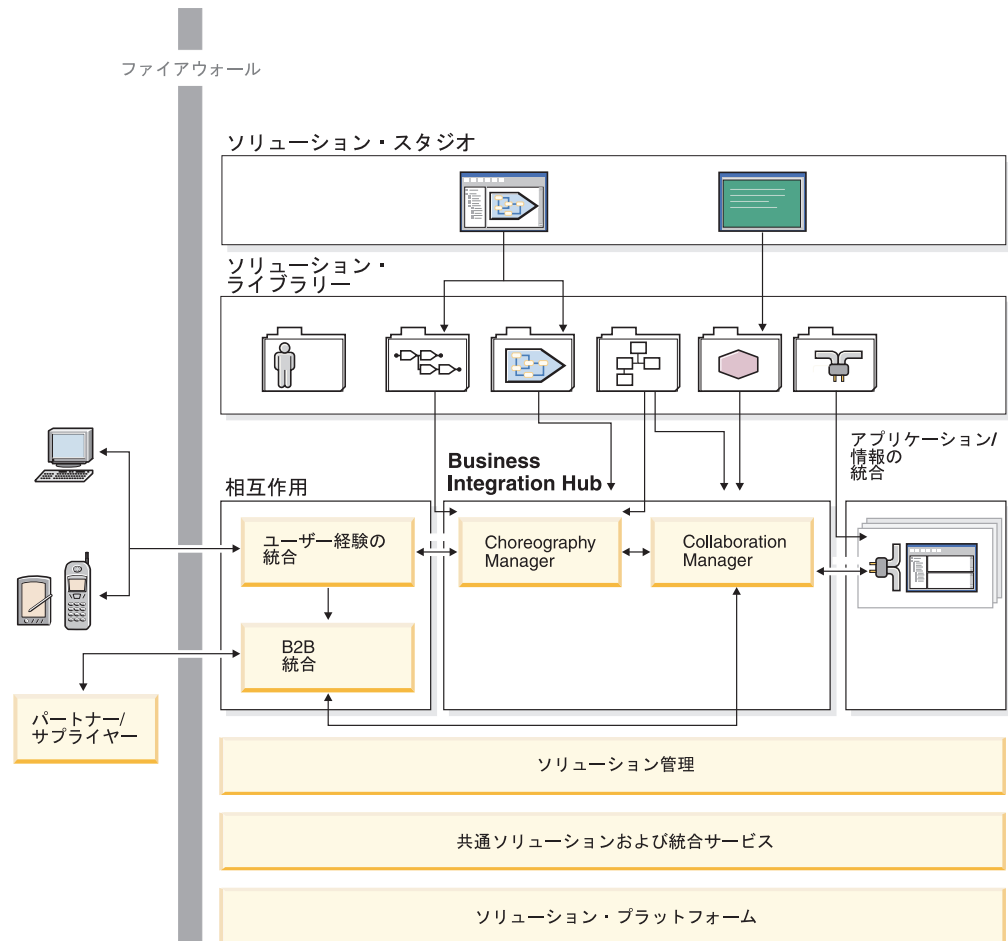 ファイアウォール
ソリューション・スタジオ
ソリューション・
ライブラリー
アプリケーション/
情報の
統合
Business
Integration Hub
相互作用
ユーザー経験の
統合
Choreography
Manager
Collaboration
Manager
B2B
統合
パートナー/
サプライヤー
ソリューション管理
共通ソリューションおよび統合サービス
ソリューション・プラットフォーム